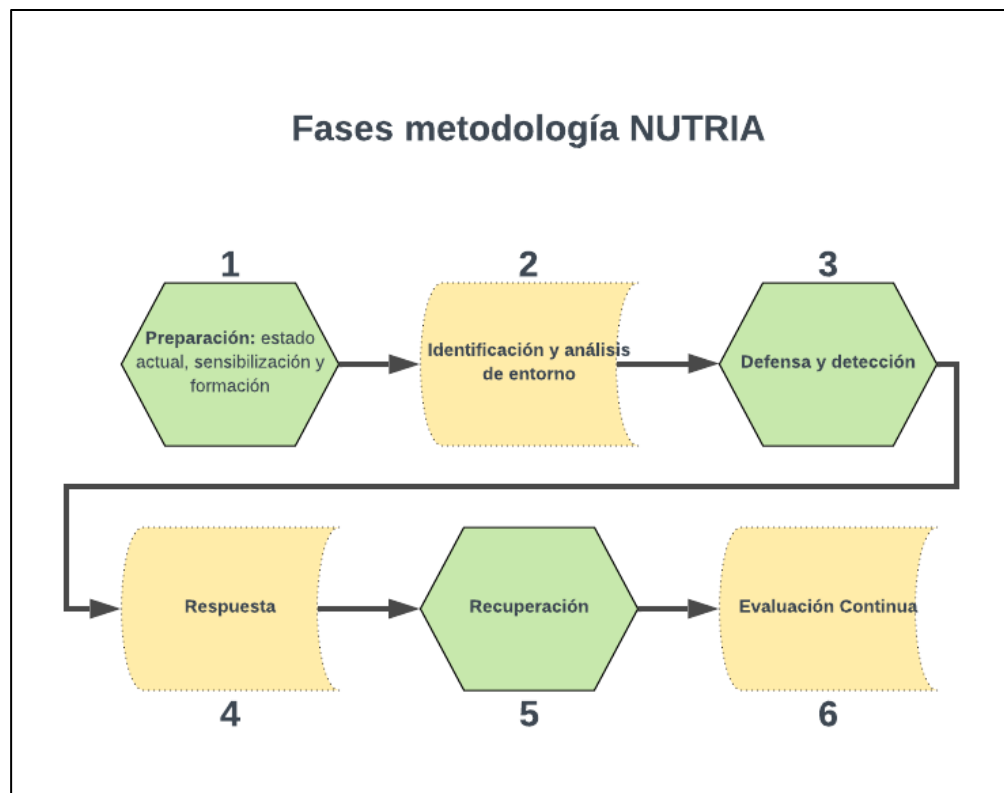 Fases metodología NUTRIA
1
2
3
Preparación: estado
actual, sensibilización y
formación
Identificación y análisis
de entorno
Defensa y detección
Respuesta
Recuperación
Evaluación Continua
4
5
6